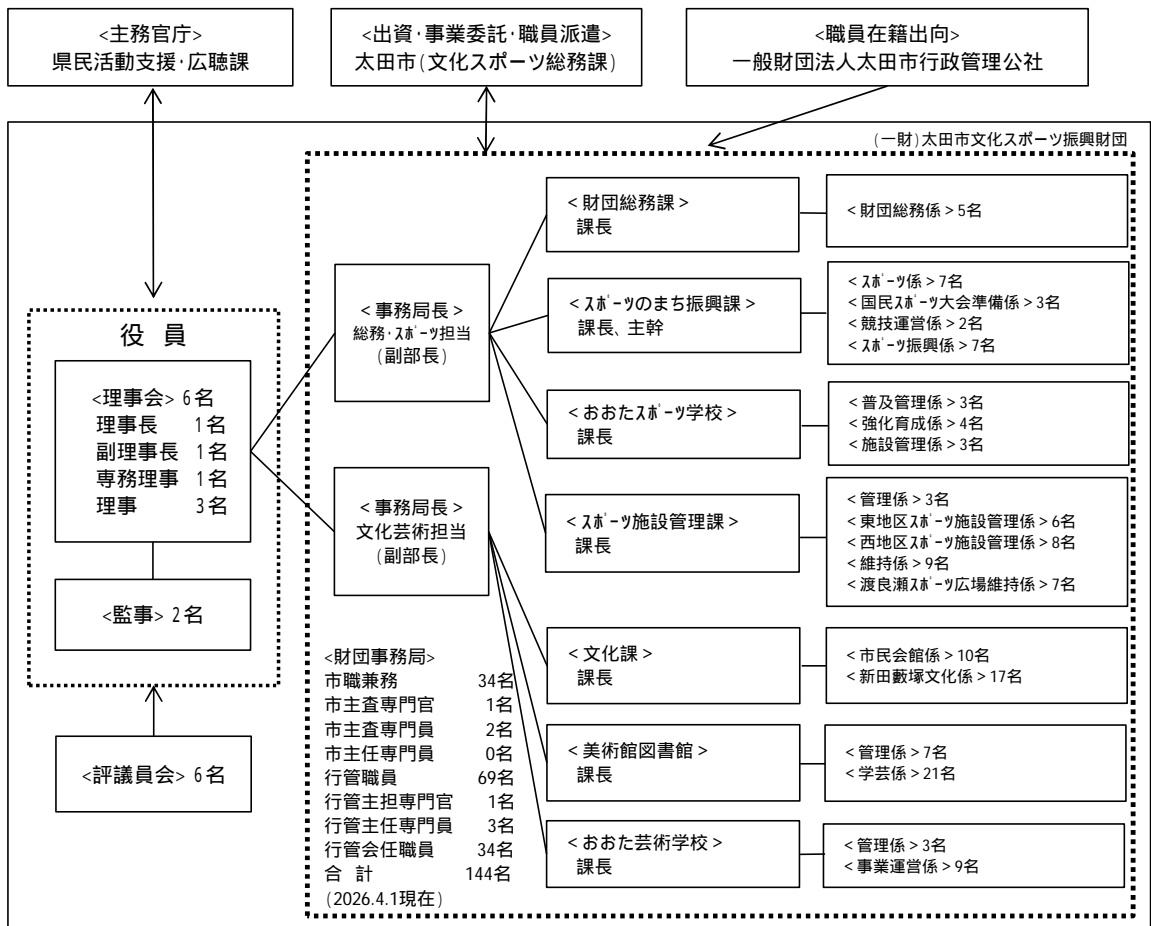 <主務官庁>
県民活動支援･広聴課
<出資･事業委託･職員派遣>
太田市(文化スポーツ総務課)
<職員在籍出向>
一般財団法人太田市行政管理公社
(一財)太田市文化スポーツ振興財団
役 員
<理事会> 6名
理事長 1名
副理事長 1名
専務理事 1名
理事 3名
<監事> 2名
<評議員会> 6名
<事務局長>
総務･ｽﾎﾟｰﾂ担当
(副部長)
<事務局長>
文化芸術担当
(副部長)
<財団事務局>
市職兼務 34名
市主査専門官 1名
市主査専門員 2名
市主任専門員 0名
行管職員 69名
行管主担専門官 1名
行管主任専門員 3名
行管会任職員 34名
合 計 144名
(2026.4.1現在)
<財団総務課>
課長
<財団総務係> 5名
<ｽﾎﾟｰﾂのまち振興課>
課長、主幹
<ｽﾎﾟｰﾂ係> 7名
<国民ｽﾎﾟｰﾂ大会準備係> 3名
<競技運営係> 2名
<ｽﾎﾟｰﾂ振興係> 7名
<おおたｽﾎﾟｰﾂ学校>
課長
<普及管理係> 3名
<強化育成係> 4名
<施設管理係> 3名
<ｽﾎﾟｰﾂ施設管理課>
課長
<管理係> 3名
<東地区ｽﾎﾟｰﾂ施設管理係> 6名
<西地区ｽﾎﾟｰﾂ施設管理係> 8名
<維持係> 9名
<渡良瀬ｽﾎﾟｰﾂ広場維持係> 7名
<文化課>
課長
<市民会館係> 10名
<新田藪塚文化係> 17名
<美術館図書館>
課長
<管理係> 7名
<学芸係> 21名
<おおた芸術学校>
課長
<管理係> 3名
<事業運営係> 9名